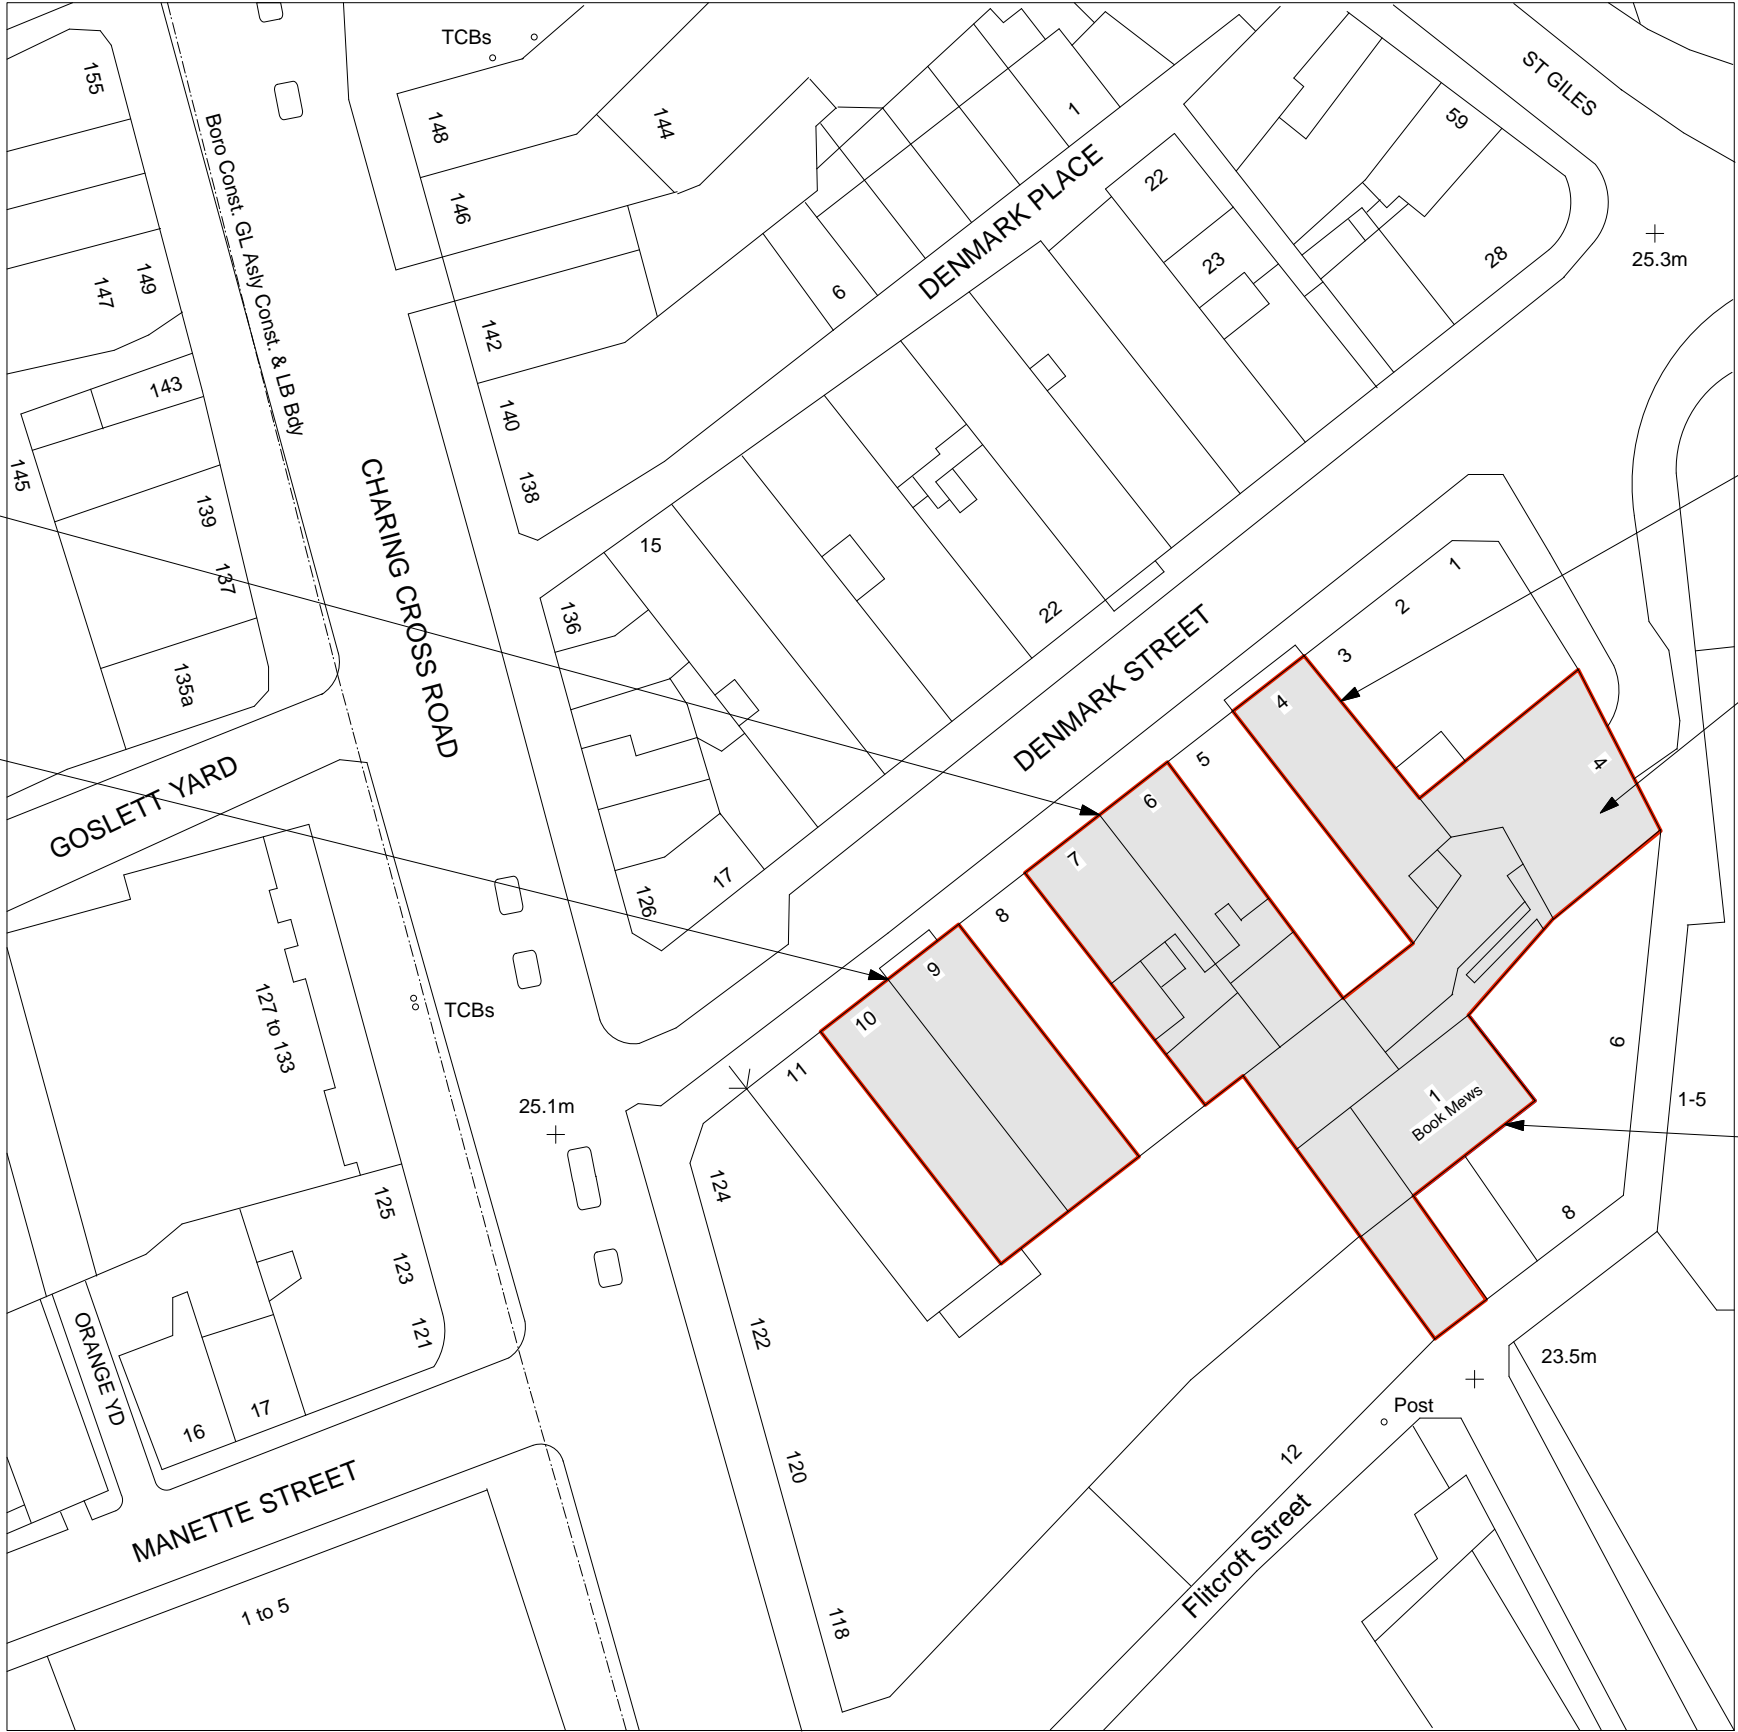 TCBs
155
148
144
1
ST GILES
59
146
22
DENMARK PLACE
23
28
25.3m
149
147
Boro Const. GL Asly Const. & LB Bdy
6
142
143
140
145
138
139
CHARING CROSS ROAD
15
137
136
22
1
2
3
DENMARK STREET
4
135a
GOSLETT YARD
5
4
6
7
17
126
8
9
10
127 to 133
TCBs
11
6
25.1m
1
Book Mews
1-5
124
125
8
123
122
121
ORANGE YD
23.5m
17
16
Post
12
120
MANETTE STREET
Flitcroft Street
1 to 5
118